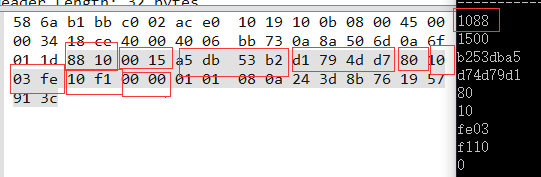 eader Length: 32 bytes
58 6a b1 bb c0 02 ac e0 10 19 10 0b 08 00 45 00
00 34 18 ce 40 00 40 06 bb 73 0a 8a 50 6d 0a 6f
01 1d 88 10 00 15 a5 db 53 b2 d1 79 4d d7 80 10
03 fe 10 f1 00 00 01 01 08 0a 24 3d 8b 76 19 57
91 3c
1088
1500
b253dba5
d74d79d1
80
10
fe03
f110
0